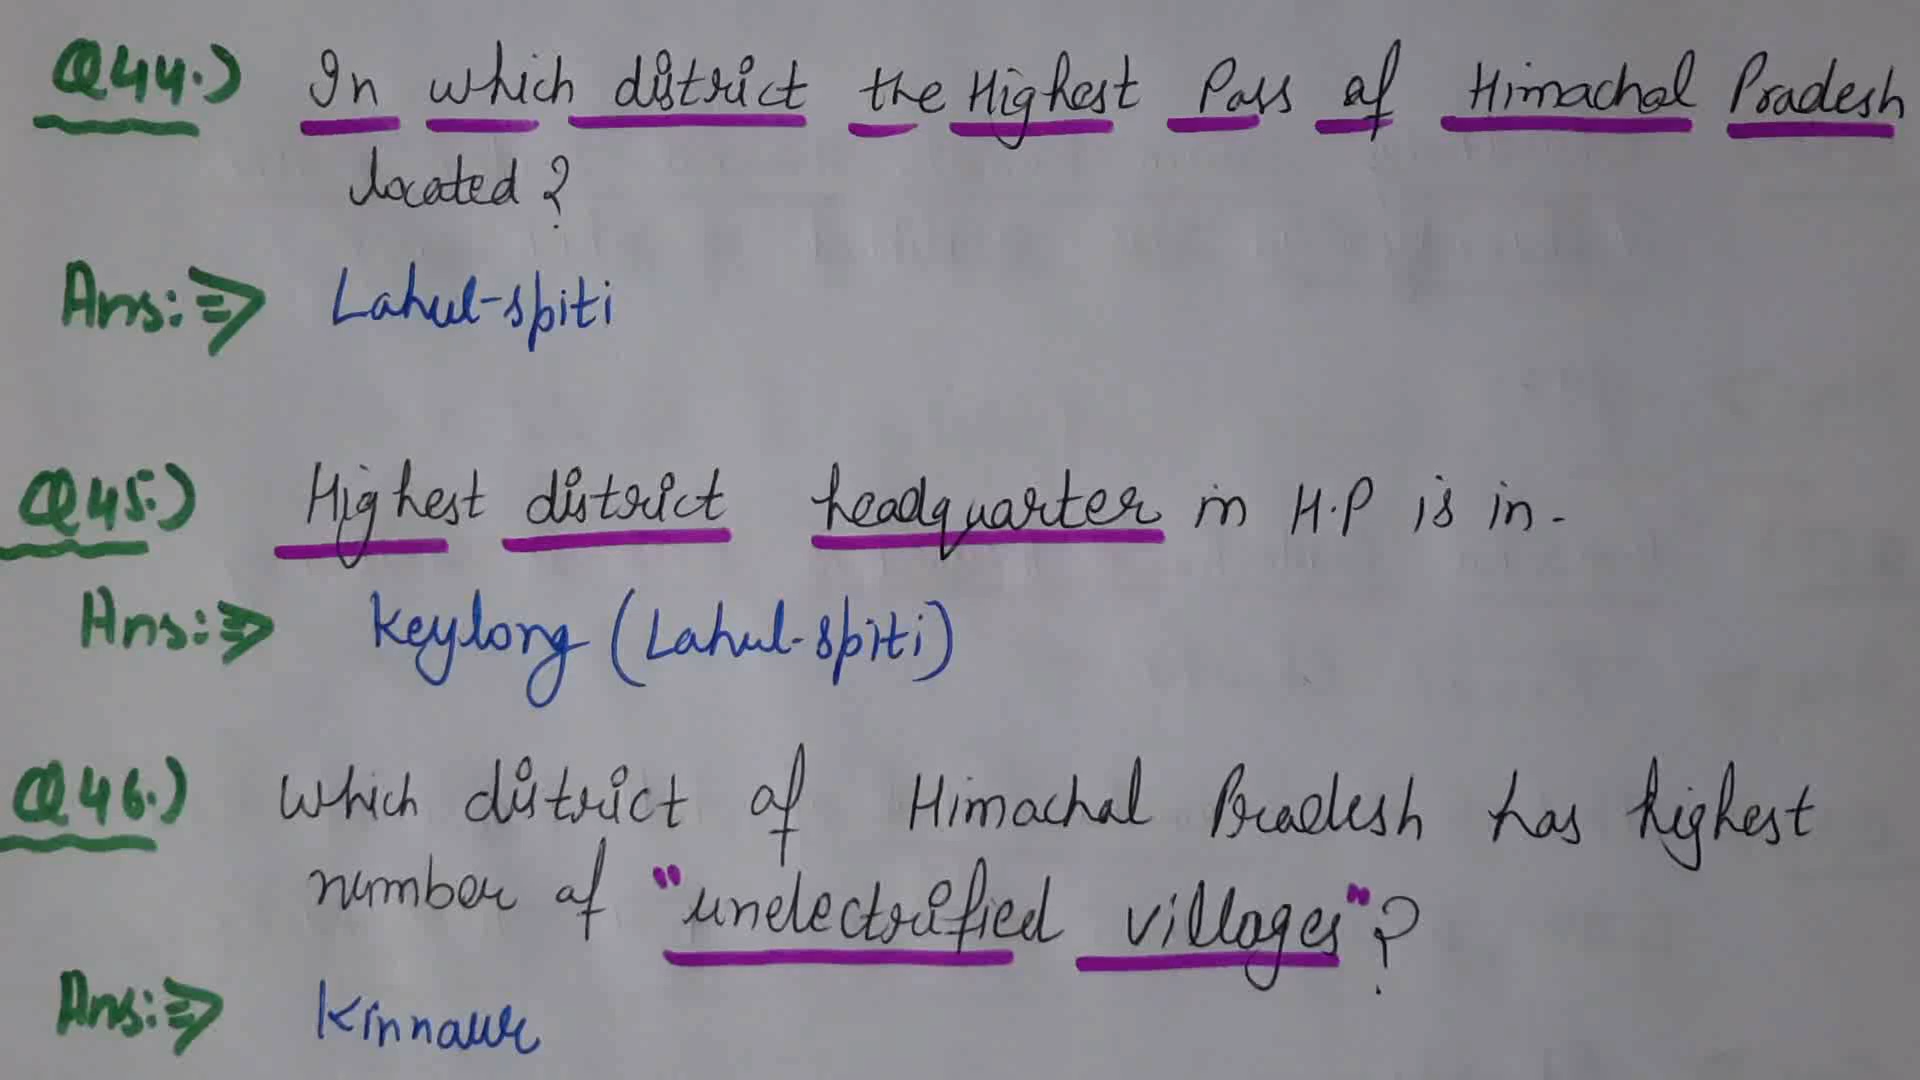 Q44.) In which district the Highest Pass of Himachal Pradesh
located ?
Ans:⇒ Lahul-spiti
Q45.) Highest district headquarter in H.P is in -
Ans:⇒ Keylong (Lahul-spiti)
Q46.) Which district of Himachal Pradesh has highest
number of "unelectrified villages"?
Ans:⇒ Kinnaur